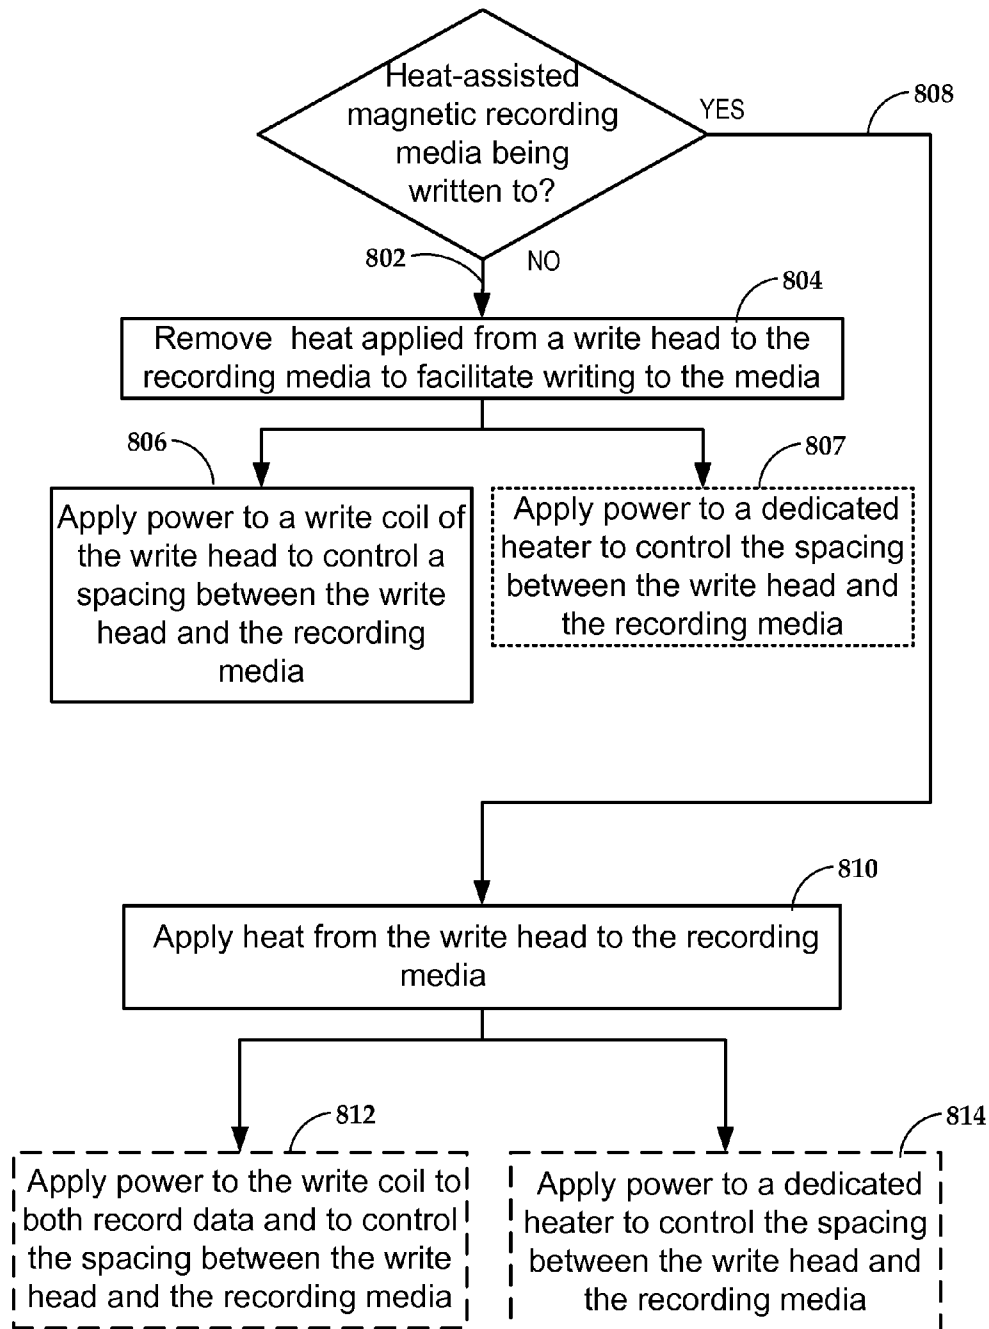 Heat-assisted
magnetic recording
media being
written to?
YES
808
802
NO
804
Remove heat applied from a write head to the
recording media to facilitate writing to the media
806
807
Apply power to a write coil of
the write head to control a
spacing between the write
head and the recording
media
Apply power to a dedicated
heater to control the spacing
between the write head and
the recording media
810
Apply heat from the write head to the recording
media
812
814
Apply power to the write coil to
both record data and to control
the spacing between the write
head and the recording media
Apply power to a dedicated
heater to control the spacing
between the write head and
the recording media